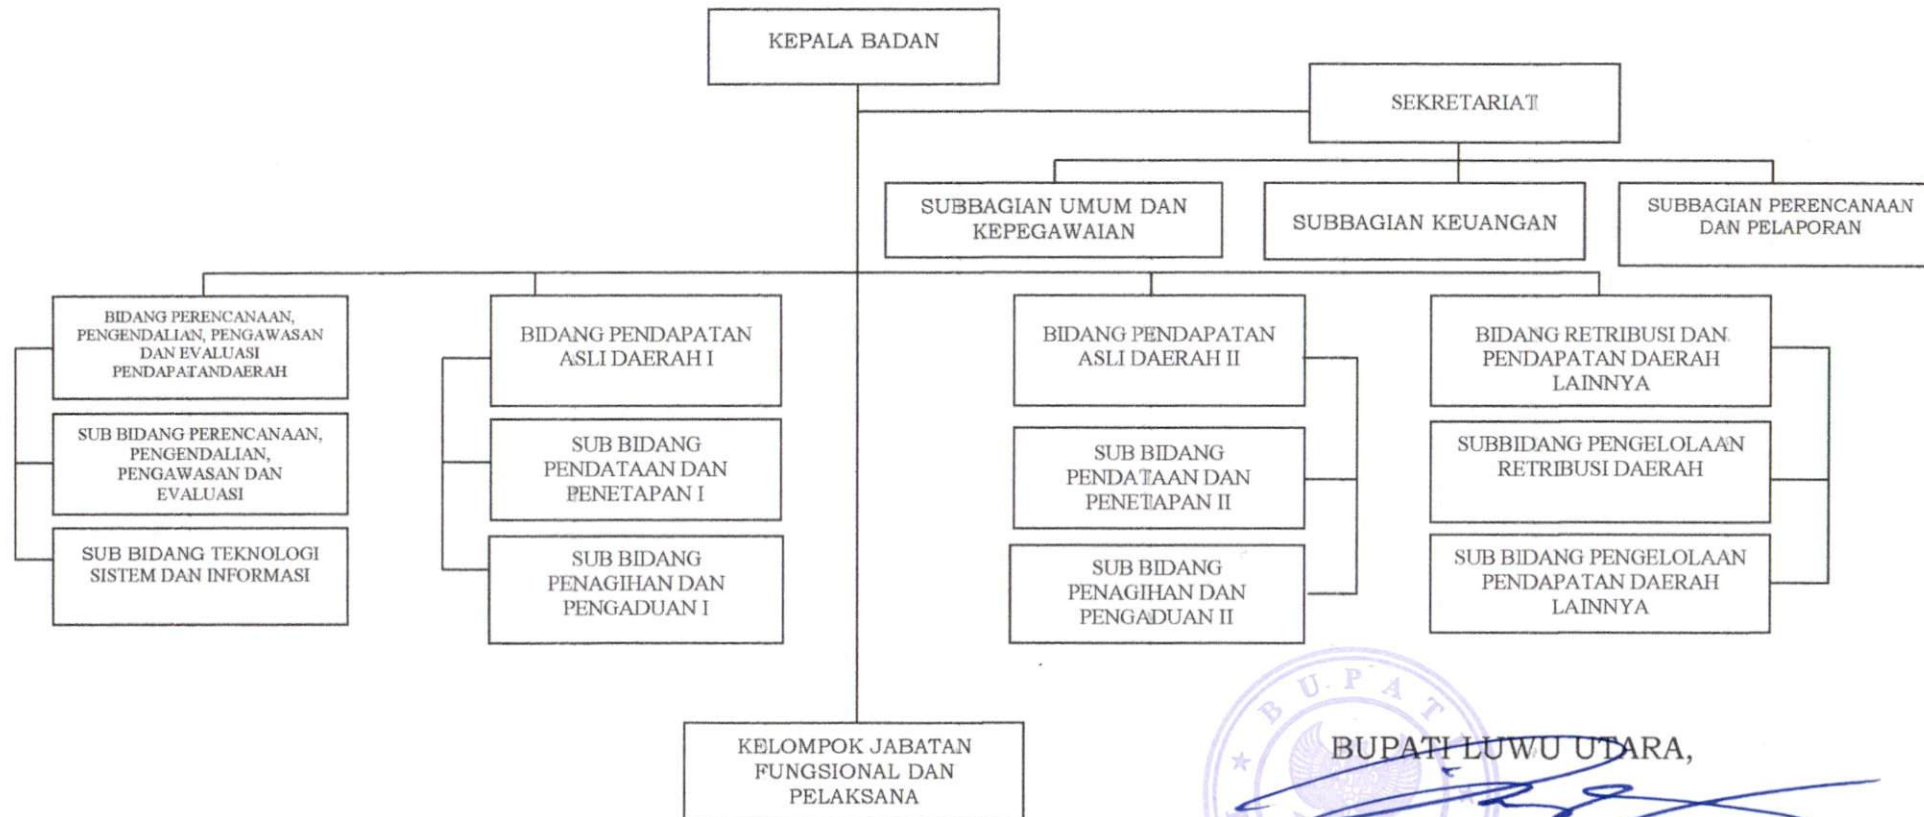 KEPALA BADAN
SEKRETARIAT
SUBBAGIAN UMUM DAN
KEPEGAWAIAN
SUBBAGIAN KEUANGAN
SUBBAGIAN PERENCANAAN
DAN PELAPORAN
BIDANG PERENCANAAN,
PENGENDALIAN, PENGAWASAN
DAN EVALUASI
PENDAPATANDAERAH
SUB BIDANG PERENCANAAN,
PENGENDALIAN,
PENGAWASAN DAN
EVALUASI
SUB BIDANG TEKNOLOGI
SISTEM DAN INFORMASI
BIDANG PENDAPATAN
ASLI DAERAH I
SUB BIDANG
PENDATAAN DAN
PENETAPAN I
SUB BIDANG
PENAGIHAN DAN
PENGADUAN I
BIDANG PENDAPATAN
ASLI DAERAH II
SUB BIDANG
PENDATAAN DAN
PENETAPAN II
SUB BIDANG
PENAGIHAN DAN
PENGADUAN II
BIDANG RETRIBUSI DAN
PENDAPATAN DAERAH
LAINNYA
SUBBIDANG PENGELOLAAN
RETRIBUSI DAERAH
SUB BIDANG PENGELOLAAN
PENDAPATAN DAERAH
LAINNYA
KELOMPOK JABATAN
FUNGSIONAL DAN
PELAKSANA
BUPATI LUWU UTARA,
BUPATI